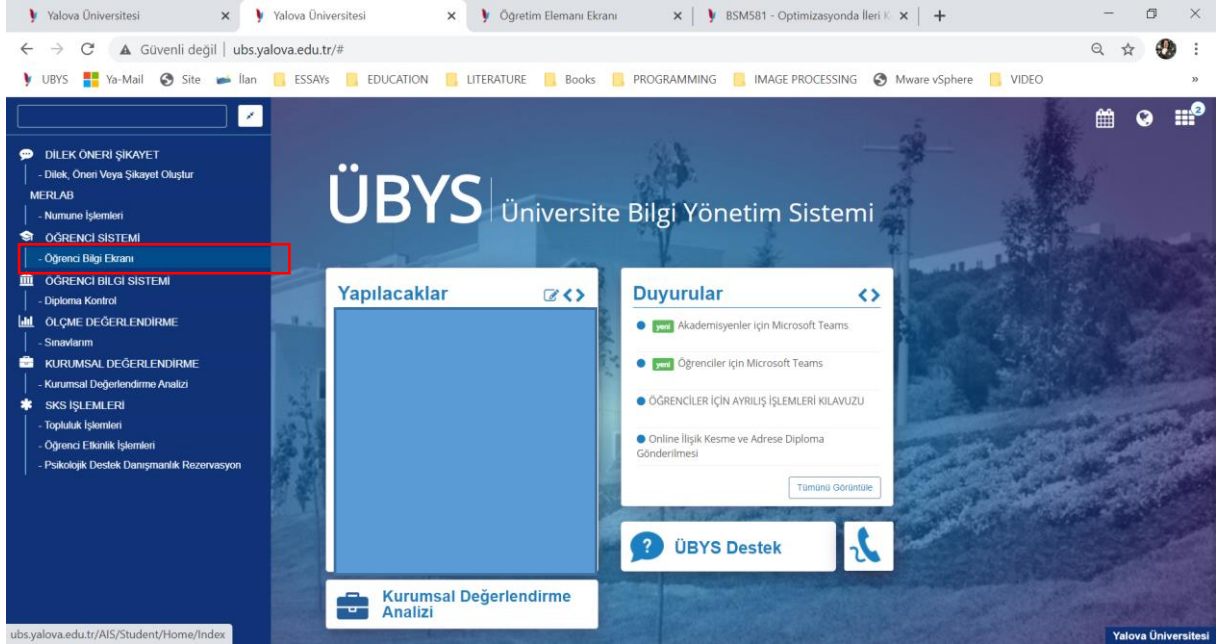 Yalova Üniversitesi
Yalova Üniversitesi
Öğretim Elemanı Ekranı
BSM581 - Optimizasyonda İleri K
Güvenli değil | ubs.yalova.edu.tr/#
UBYS Ya-Mail Site İlan ESSAYs EDUCATION LITERATURE Books PROGRAMMING IMAGE PROCESSING Mware vSphere VIDEO »
2
DİLEK ÖNERİ ŞİKAYET
- Dilek, Öneri Veya Şikayet Oluştur
MERLAB
- Numune İşlemleri
ÖĞRENCİ SİSTEMİ
- Öğrenci Bilgi Ekranı
ÖĞRENCİ BİLGİ SİSTEMİ
- Diploma Kontrol
ÖLÇME DEĞERLENDİRME
- Sınavlarım
KURUMSAL DEĞERLENDİRME
- Kurumsal Değerlendirme Analizi
SKS İŞLEMLERİ
- Topluluk İşlemleri
- Öğrenci Etkinlik İşlemleri
- Psikolojik Destek Danışmanlık Rezervasyon
ÜBYS | Üniversite Bilgi Yönetim Sistemi
Yapılacaklar
Duyurular
yeni Akademisyenler için Microsoft Teams
yeni Öğrenciler için Microsoft Teams
ÖĞRENCİLER İÇİN AYRILIŞ İŞLEMLERİ KILAVUZU
Online İlişik Kesme ve Adrese Diploma
Gönderilmesi
Tümünü Görüntüle
ÜBYS Destek
Kurumsal Değerlendirme
Analizi
ubs.yalova.edu.tr/AIS/Student/Home/Index
Yalova Üniversitesi